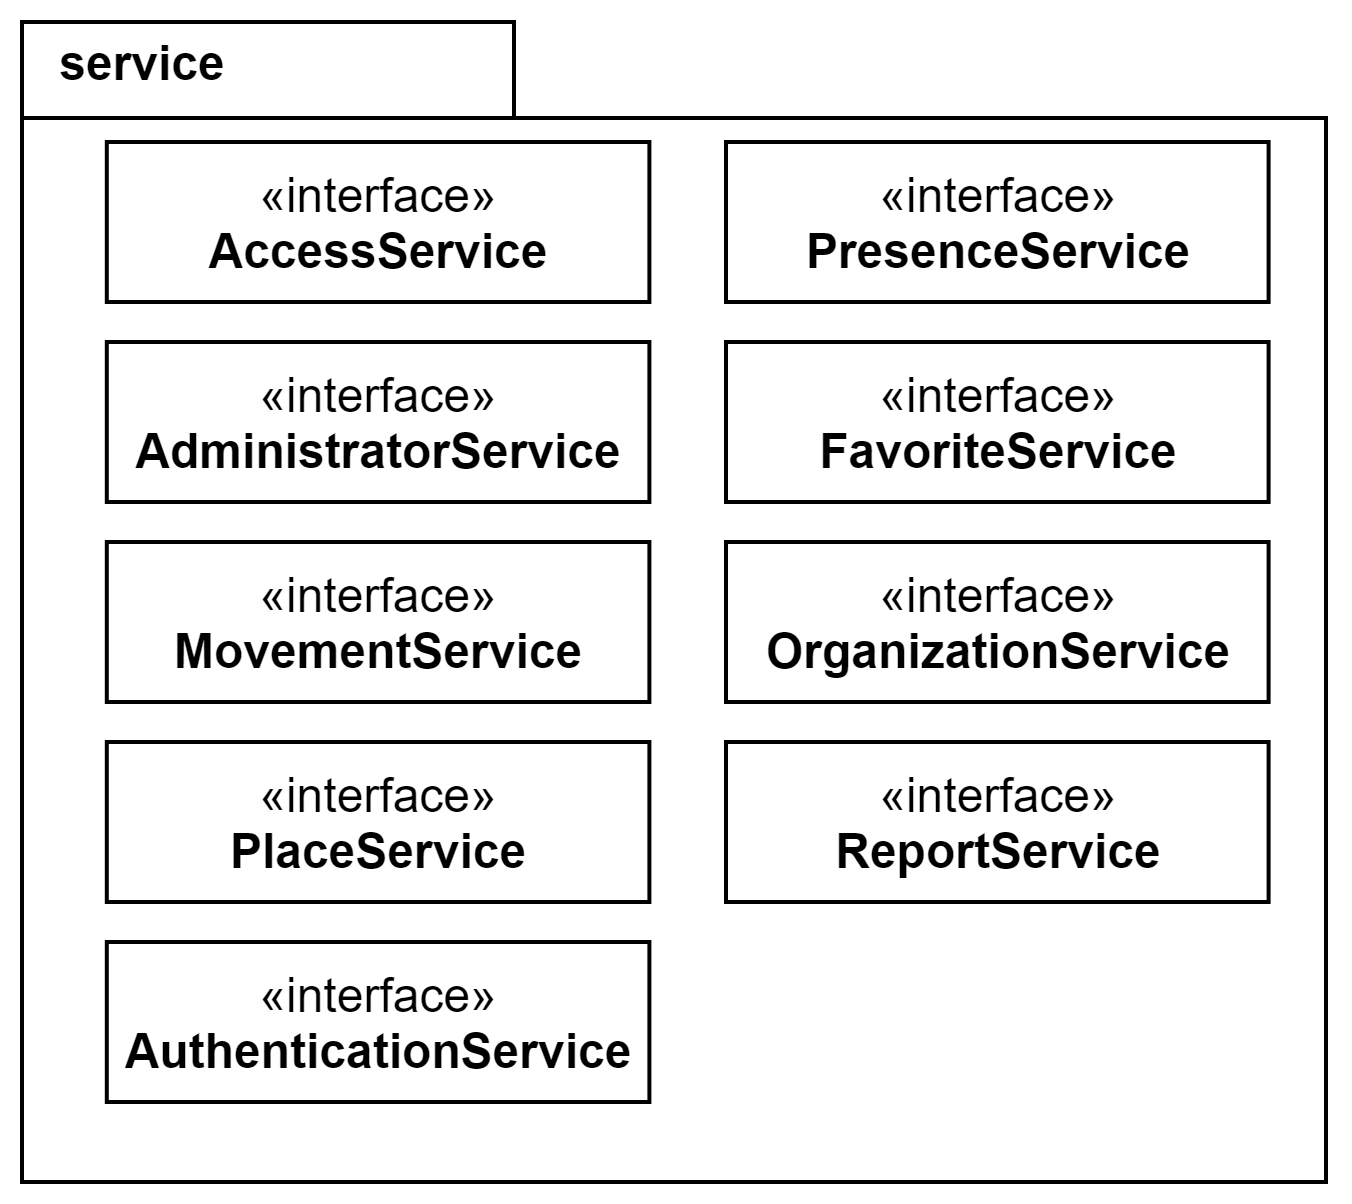 service
«interface»
AccessService
«interface»
PresenceService
«interface»
AdministratorService
«interface»
FavoriteService
«interface»
MovementService
«interface»
OrganizationService
«interface»
PlaceService
«interface»
ReportService
«interface»
AuthenticationService